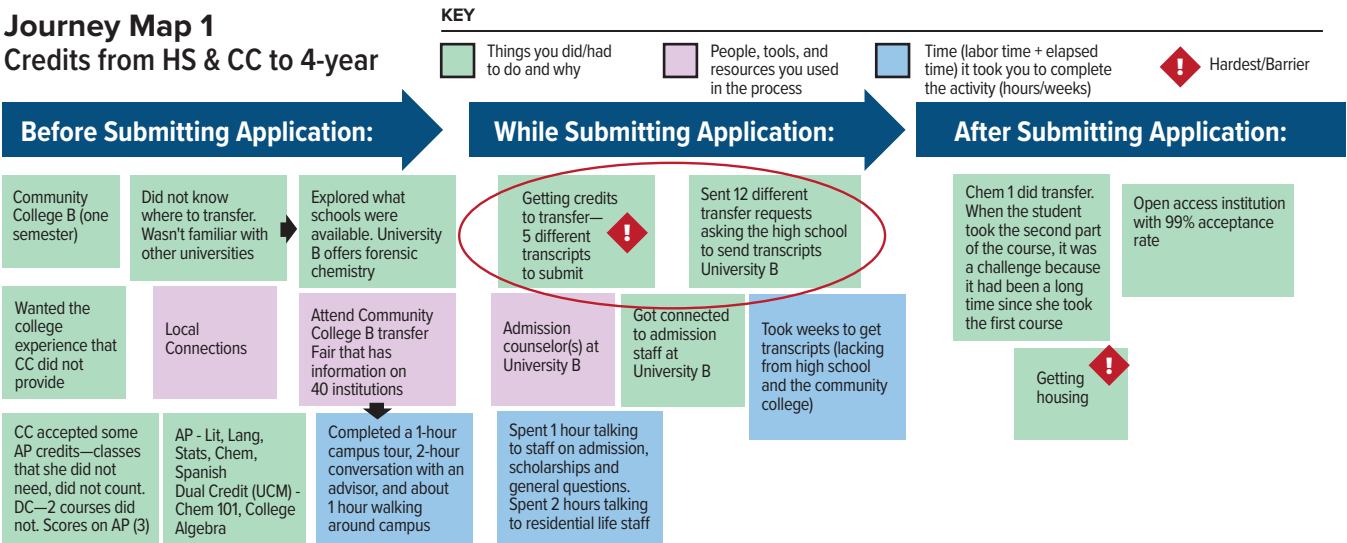 Journey Map 1
Credits from HS & CC to 4-year
KEY
Things you did/had
to do and why
People, tools, and
resources you used
in the process
Time (labor time + elapsed
time) it took you to complete
the activity (hours/weeks)
!
Hardest/Barrier
Before Submitting Application:
While Submitting Application:
After Submitting Application:
Community
College B (one
semester)
Did not know
where to transfer.
Wasn't familiar with
other universities
Explored what
schools were
available. University
B offers forensic
chemistry
Wanted the
college
experience that
CC did not
provide
Local
Connections
Attend Community
College B transfer
Fair that has
information on
40 institutions
CC accepted some
AP credits—classes
that she did not
need, did not count.
DC—2 courses did
not. Scores on AP (3)
AP - Lit, Lang,
Stats, Chem,
Spanish
Dual Credit (UCM) -
Chem 101, College
Algebra
Completed a 1-hour
campus tour, 2-hour
conversation with an
advisor, and about
1 hour walking
around campus
Getting credits
to transfer—
5 different
transcripts
to submit
!
Sent 12 different
transfer requests
asking the high school
to send transcripts
University B
Admission
counselor(s) at
University B
Got connected
to admission
staff at
University B
Took weeks to get
transcripts (lacking
from high school
and the community
college)
Spent 1 hour talking
to staff on admission,
scholarships and
general questions.
Spent 2 hours talking
to residential life staff
Chem 1 did transfer.
When the student
took the second part
of the course, it was
a challenge because
it had been a long
time since she took
the first course
Open access institution
with 99% acceptance
rate
Getting
housing
!